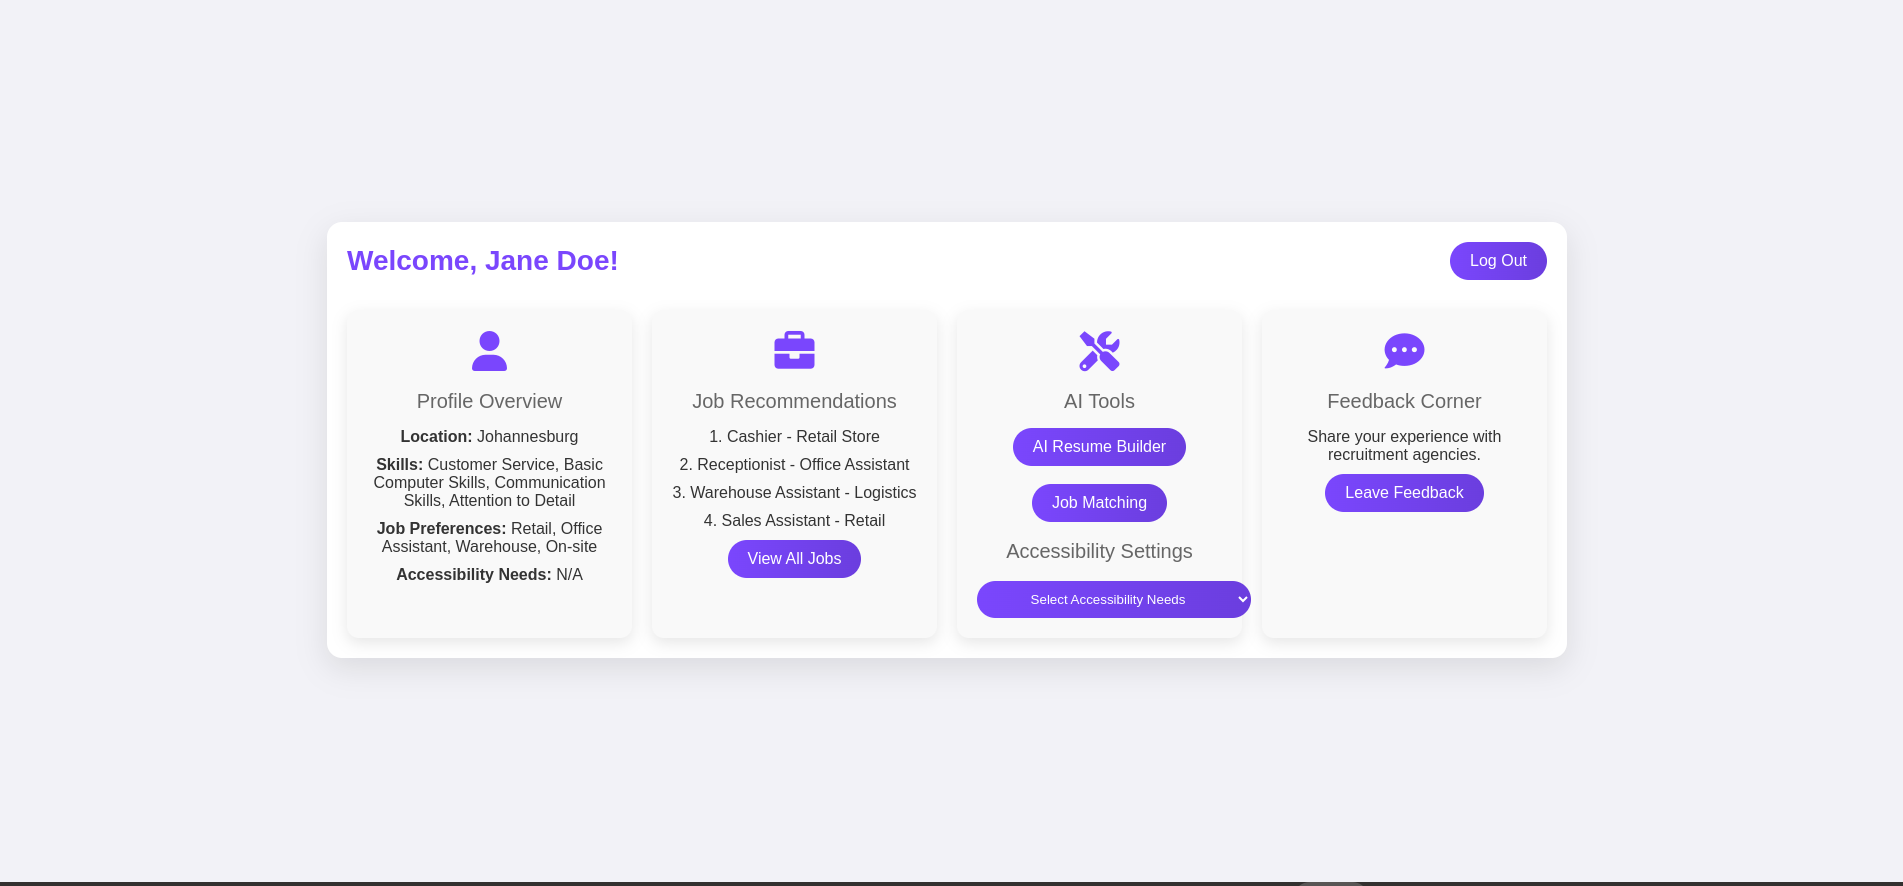 Welcome, Jane Doe!
Log Out
Profile Overview
Location: Johannesburg
Skills: Customer Service, Basic
Computer Skills, Communication
Skills, Attention to Detail
Job Preferences: Retail, Office
Assistant, Warehouse, On-site
Accessibility Needs: N/A
Job Recommendations
1. Cashier - Retail Store
2. Receptionist - Office Assistant
3. Warehouse Assistant - Logistics
4. Sales Assistant - Retail
View All Jobs
AI Tools
AI Resume Builder
Job Matching
Accessibility Settings
Select Accessibility Needs
Feedback Corner
Share your experience with
recruitment agencies.
Leave Feedback